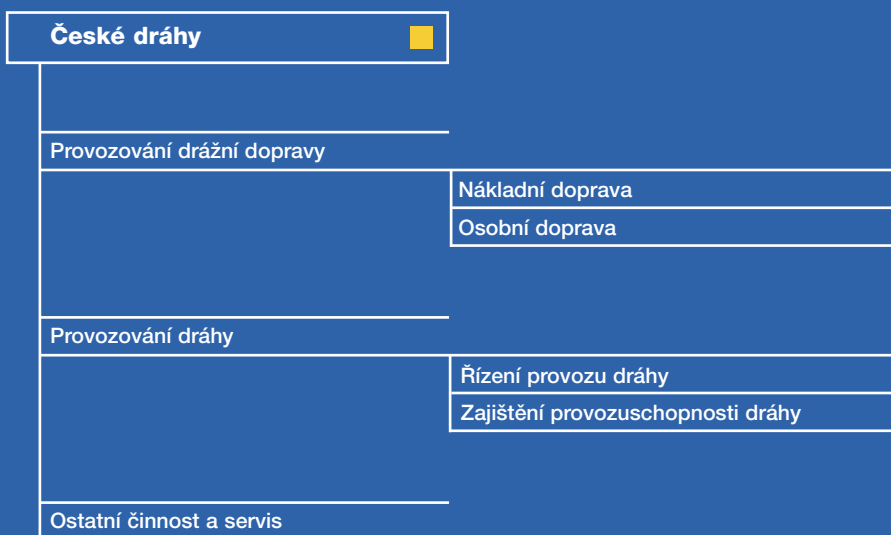 České dráhy
Provozování drážní dopravy
Nákladní doprava
Osobní doprava
Provozování dráhy
Řízení provozu dráhy
Zajištění provozuschopnosti dráhy
Ostatní činnost a servis